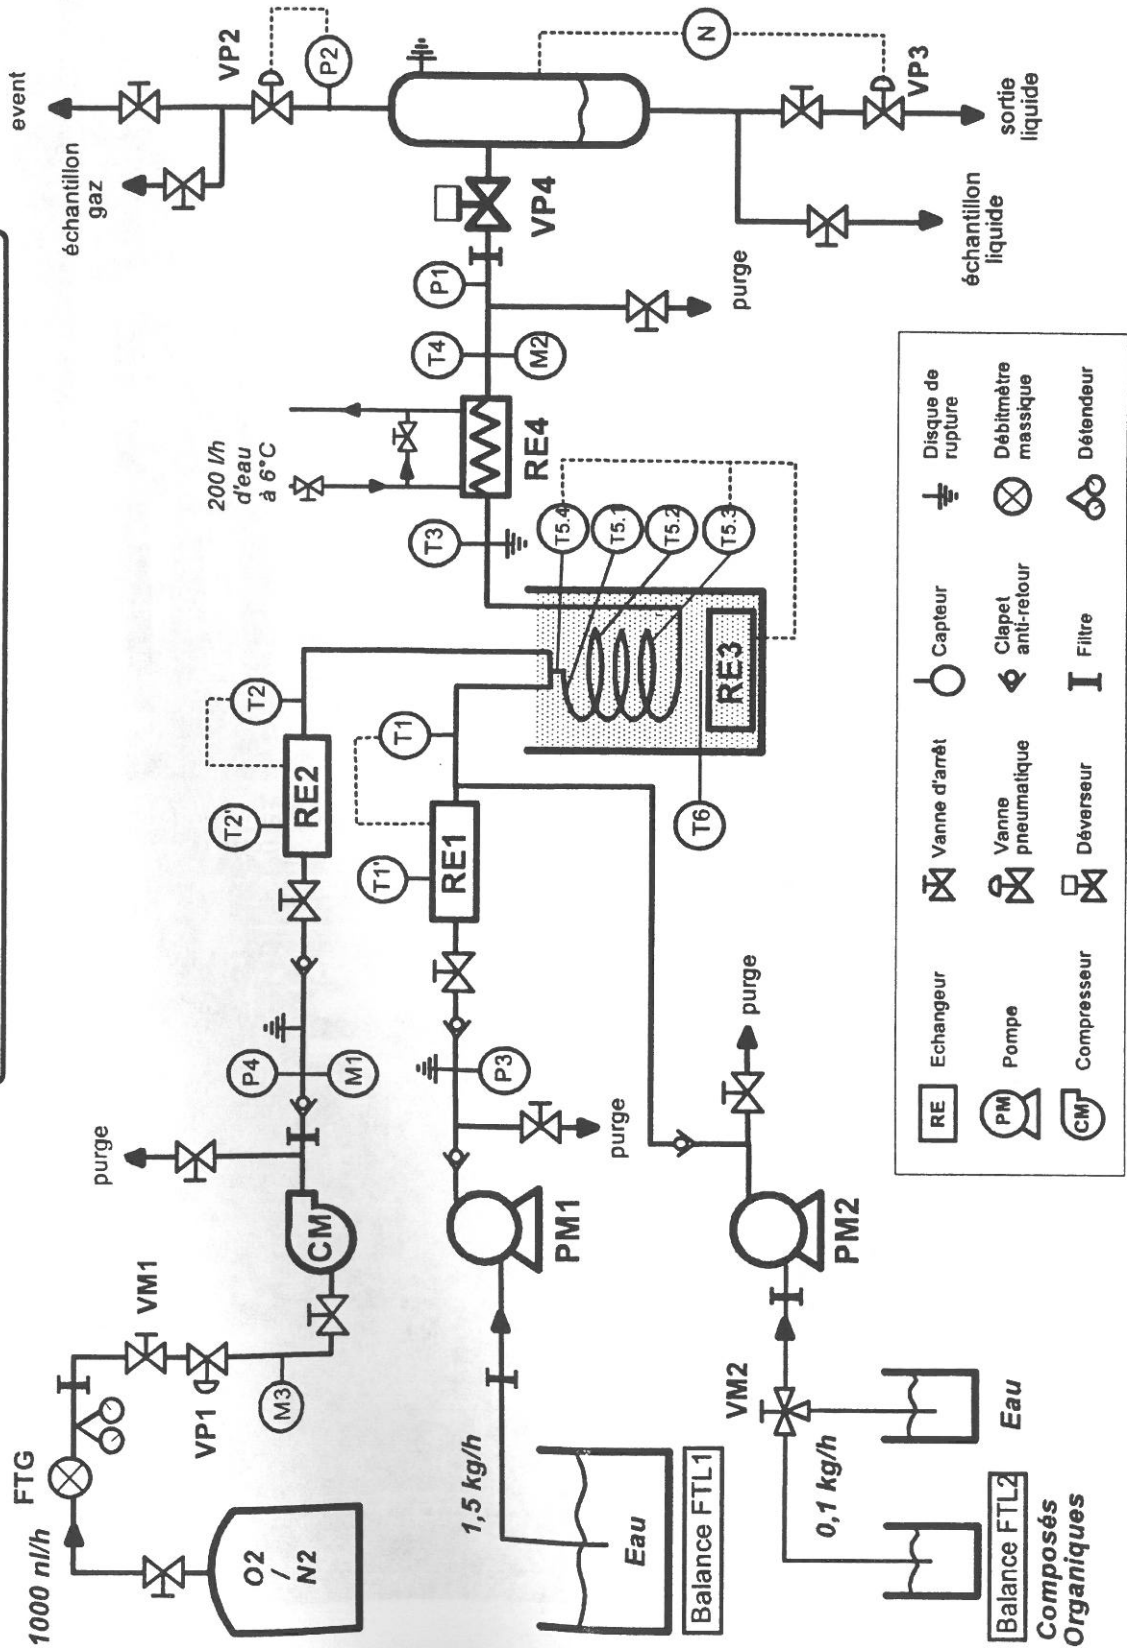 1000 nl/h
FTG
O2
/
N2
VM1
VP1
M3
CM
purge
P4
M1
T2'
RE2
T2
1,5 kg/h
Eau
Balance FTL1
PM1
purge
P3
T1'
RE1
T1
0,1 kg/h
VM2
Balance FTL2
Composés
Organiques
Eau
PM2
purge
T6
RE3
T5.4
T5.1
T5.2
T5.3
T3
200 l/h
d'eau
à 6°C
RE4
T4
M2
P1
purge
VP4
échantillon
gaz
event
VP2
P2
N
VP3
échantillon
liquide
sortie
liquide
RE
Echangeur
Vanne d'arrêt
Capteur
Disque de
rupture
PM
Pompe
Vanne
pneumatique
Clapet
anti-retour
Débitmètre
massique
CM
Compresseur
Déverseur
Filtre
Détendeur